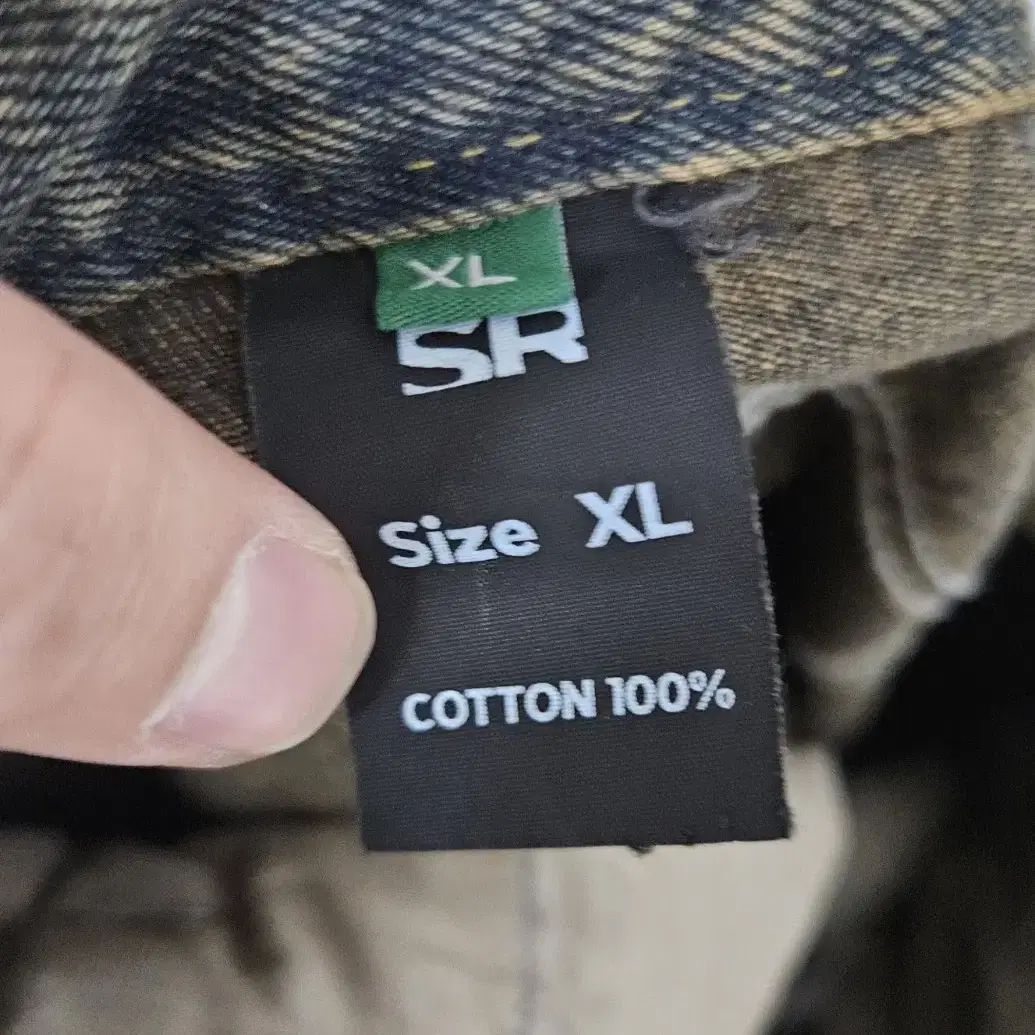 XL
SR
Size XL
COTTON 100%